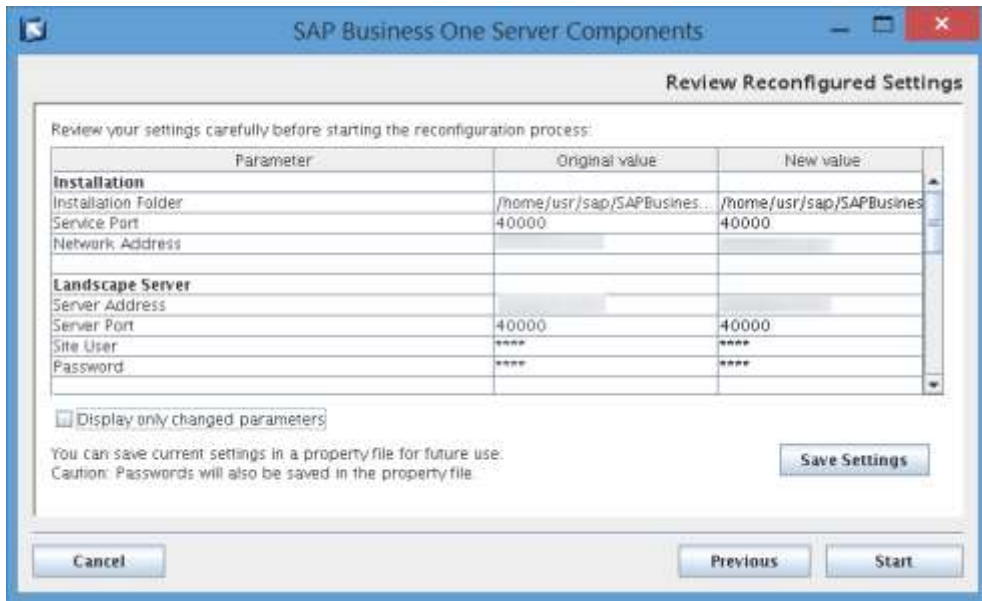 SAP Business One Server Components
Review Reconfigured Settings
Review your settings carefully before starting the reconfiguration process:
Parameter Original value New value
Installation
Installation Folder /home/usr/sap/SAPBusines... /home/usr/sap/SAPBusines
Service Port 40000 40000
Network Address
Landscape Server
Server Address
Server Port 40000 40000
Site User **** ****
Password **** ****
Display only changed parameters
You can save current settings in a property file for future use.
Caution: Passwords will also be saved in the property file.
Save Settings
Cancel Previous Start